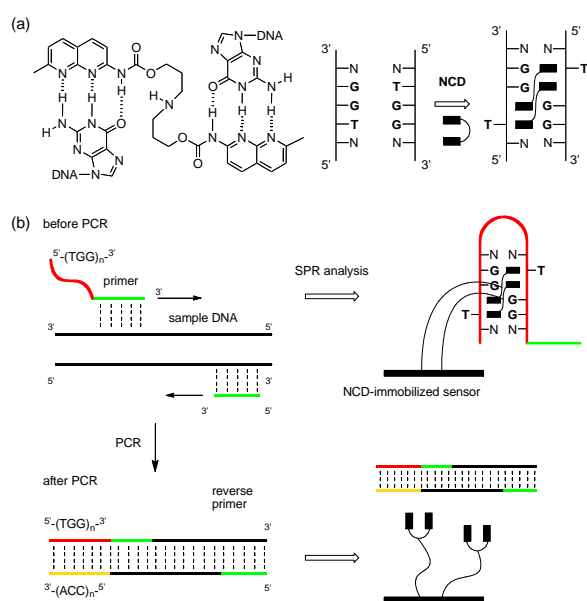 (a)
DNA
N
N
N
H
O
O
N
N
N
N
O
N
N
H
H
H
H
H
H
N
H
H
H
H
N
H
N
H
O
N
N
O
O
N
N
N
N
DNA
3'
5'
N
G
G
T
N
N
T
G
G
N
5'
3'
NCD
3'
5'
N
N
G
T
G
G
T
G
N
N
5'
3'
(b)
before PCR
5'-(TGG)n-3'
primer
3'
sample DNA
3'
5'
5'
3'
3'
5'
SPR analysis
N
N
G
T
G
G
T
G
N
N
NCD-immobilized sensor
PCR
after PCR
reverse
primer
5'-(TGG)n-3'
3'
3'-(ACC)n-5'
5'